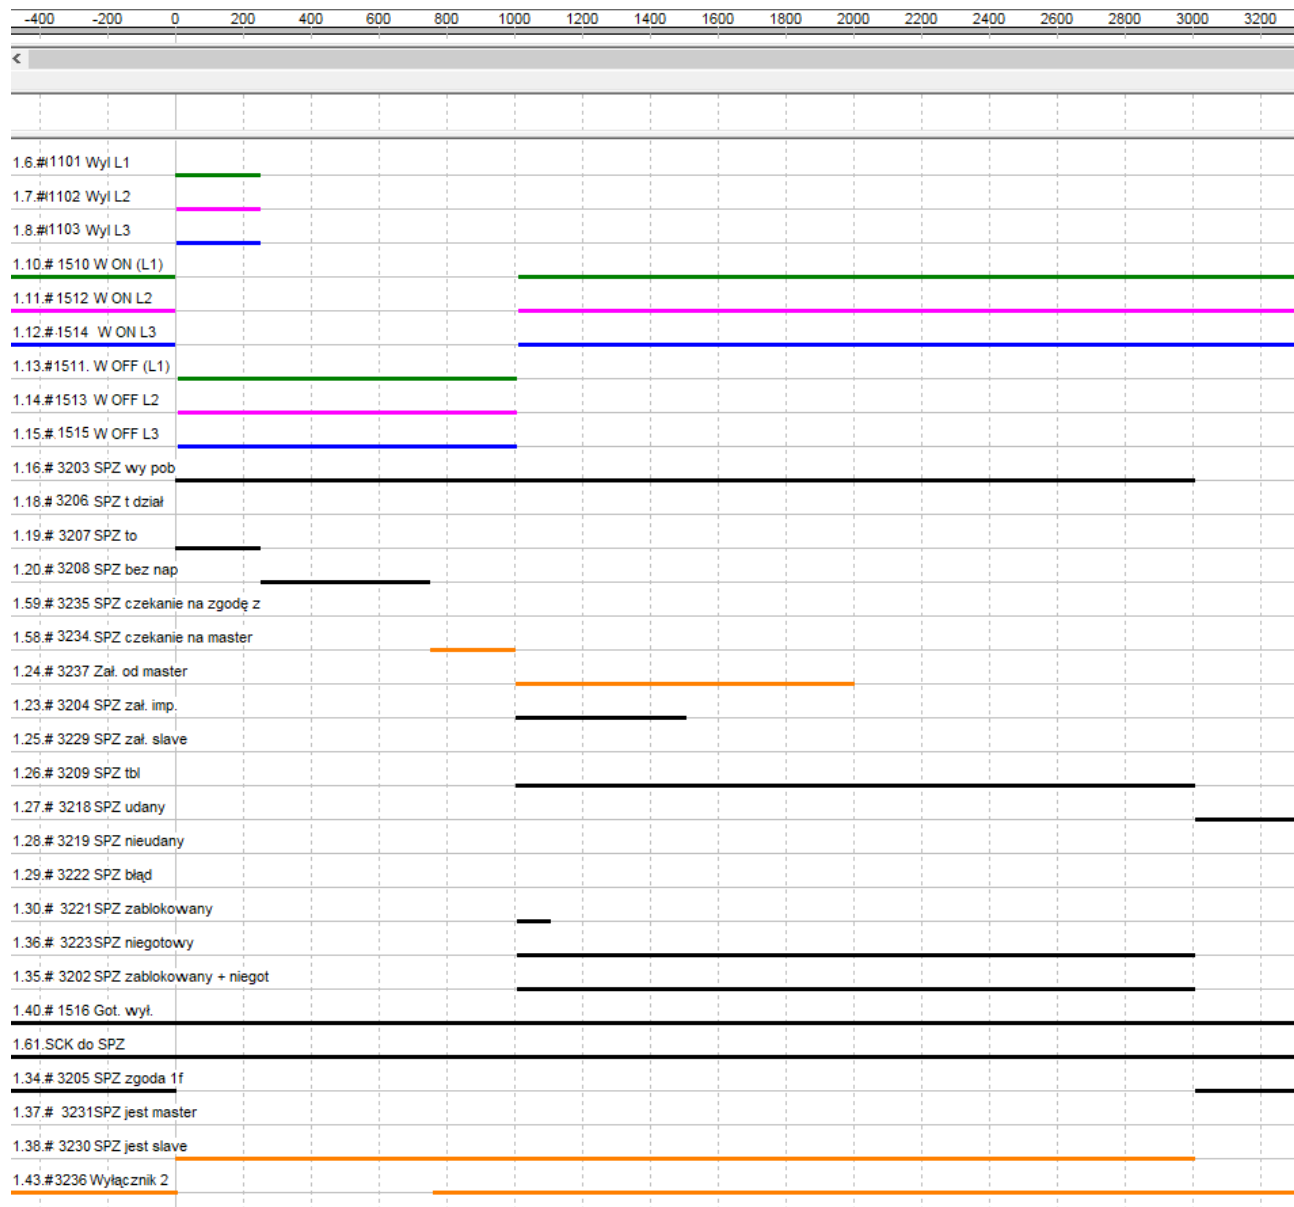 -400 -200 0 200 400 600 800 1000 1200 1400 1600 1800 2000 2200 2400 2600 2800 3000 3200
1.6.#I1101 Wyl L1
1.7.#I1102 Wyl L2
1.8.#I1103 Wyl L3
1.10.# 1510 W ON (L1)
1.11.# 1512 W ON L2
1.12.#.1514 W ON L3
1.13.#1511. W OFF (L1)
1.14.#1513 W OFF L2
1.15.#.1515 W OFF L3
1.16.# 3203 SPZ wy pob
1.18.# 3206 SPZ t dział
1.19.# 3207 SPZ to
1.20.# 3208 SPZ bez nap
1.59.# 3235 SPZ czekanie na zgodę z
1.58.# 3234.SPZ czekanie na master
1.24.# 3237 Zał. od master
1.23.# 3204 SPZ zał. imp.
1.25.# 3229 SPZ zał. slave
1.26.# 3209 SPZ tbl
1.27.# 3218 SPZ udany
1.28.# 3219 SPZ nieudany
1.29.# 3222 SPZ błąd
1.30.# 3221 SPZ zablokowany
1.36.# 3223 SPZ niegotowy
1.35.# 3202 SPZ zablokowany + niegot
1.40.# 1516 Got. wył.
1.61.SCK do SPZ
1.34.# 3205 SPZ zgoda 1f
1.37.# 3231SPZ jest master
1.38.# 3230 SPZ jest slave
1.43.#3236 Wyłącznik 2